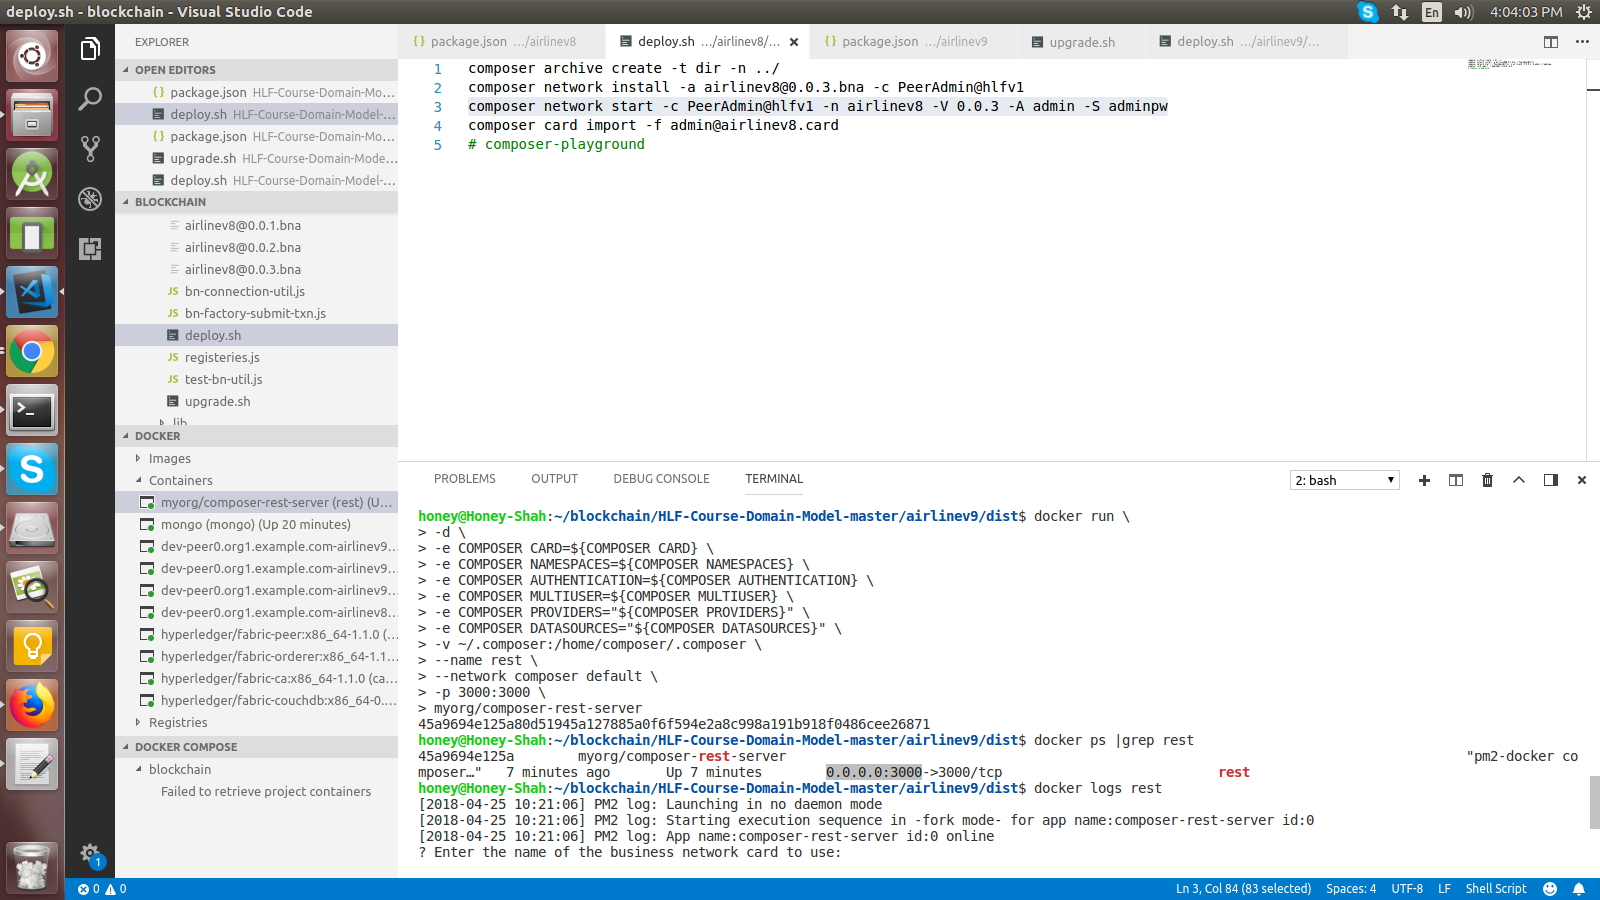 deploy.sh - blockchain - Visual Studio Code
En
4:04:03 PM
EXPLORER
OPEN EDITORS
{} package.json HLF-Course-Domain-Mo...
deploy.sh HLF-Course-Domain-Model-...
{} package.json HLF-Course-Domain-Mo...
upgrade.sh HLF-Course-Domain-Mode...
deploy.sh HLF-Course-Domain-Model-...
BLOCKCHAIN
airlinev8@0.0.1.bna
airlinev8@0.0.2.bna
airlinev8@0.0.3.bna
JS bn-connection-util.js
JS bn-factory-submit-txn.js
deploy.sh
JS registeries.js
JS test-bn-util.js
upgrade.sh
lib
DOCKER
Images
Containers
myorg/composer-rest-server (rest) (U...
mongo (mongo) (Up 20 minutes)
dev-peer0.org1.example.com-airlinev9...
dev-peer0.org1.example.com-airlinev9...
dev-peer0.org1.example.com-airlinev9...
dev-peer0.org1.example.com-airlinev8...
hyperledger/fabric-peer:x86_64-1.1.0 (...
hyperledger/fabric-orderer:x86_64-1.1...
hyperledger/fabric-ca:x86_64-1.1.0 (ca...
hyperledger/fabric-couchdb:x86_64-0....
Registries
DOCKER COMPOSE
blockchain
Failed to retrieve project containers
{} package.json .../airlinev8
deploy.sh .../airlinev8/...
{} package.json .../airlinev9
upgrade.sh
deploy.sh .../airlinev9/...
1 composer archive create -t dir -n ../
2 composer network install -a airlinev8@0.0.3.bna -c PeerAdmin@hlfv1
3 composer network start -c PeerAdmin@hlfv1 -n airlinev8 -V 0.0.3 -A admin -S adminpw
4 composer card import -f admin@airlinev8.card
5 # composer-playground
PROBLEMS OUTPUT DEBUG CONSOLE TERMINAL
2: bash
honey@Honey-Shah:~/blockchain/HLF-Course-Domain-Model-master/airlinev9/dist$ docker run \
> -d \
> -e COMPOSER CARD=${COMPOSER CARD} \
> -e COMPOSER NAMESPACES=${COMPOSER NAMESPACES} \
> -e COMPOSER AUTHENTICATION=${COMPOSER AUTHENTICATION} \
> -e COMPOSER MULTIUSER=${COMPOSER MULTIUSER} \
> -e COMPOSER PROVIDERS="${COMPOSER PROVIDERS}" \
> -e COMPOSER DATASOURCES="${COMPOSER DATASOURCES}" \
> -v ~/.composer:/home/composer/.composer \
> --name rest \
> --network composer default \
> -p 3000:3000 \
> myorg/composer-rest-server
45a9694e125a80d51945a127885a0f6f594e2a8c998a191b918f0486cee26871
honey@Honey-Shah:~/blockchain/HLF-Course-Domain-Model-master/airlinev9/dist$ docker ps |grep rest
45a9694e125a myorg/composer-rest-server "pm2-docker co
mposer…" 7 minutes ago Up 7 minutes 0.0.0.0:3000->3000/tcp rest
honey@Honey-Shah:~/blockchain/HLF-Course-Domain-Model-master/airlinev9/dist$ docker logs rest
[2018-04-25 10:21:06] PM2 log: Launching in no daemon mode
[2018-04-25 10:21:06] PM2 log: Starting execution sequence in -fork mode- for app name:composer-rest-server id:0
[2018-04-25 10:21:06] PM2 log: App name:composer-rest-server id:0 online
? Enter the name of the business network card to use:
1
0 0
Ln 3, Col 84 (83 selected) Spaces: 4 UTF-8 LF Shell Script